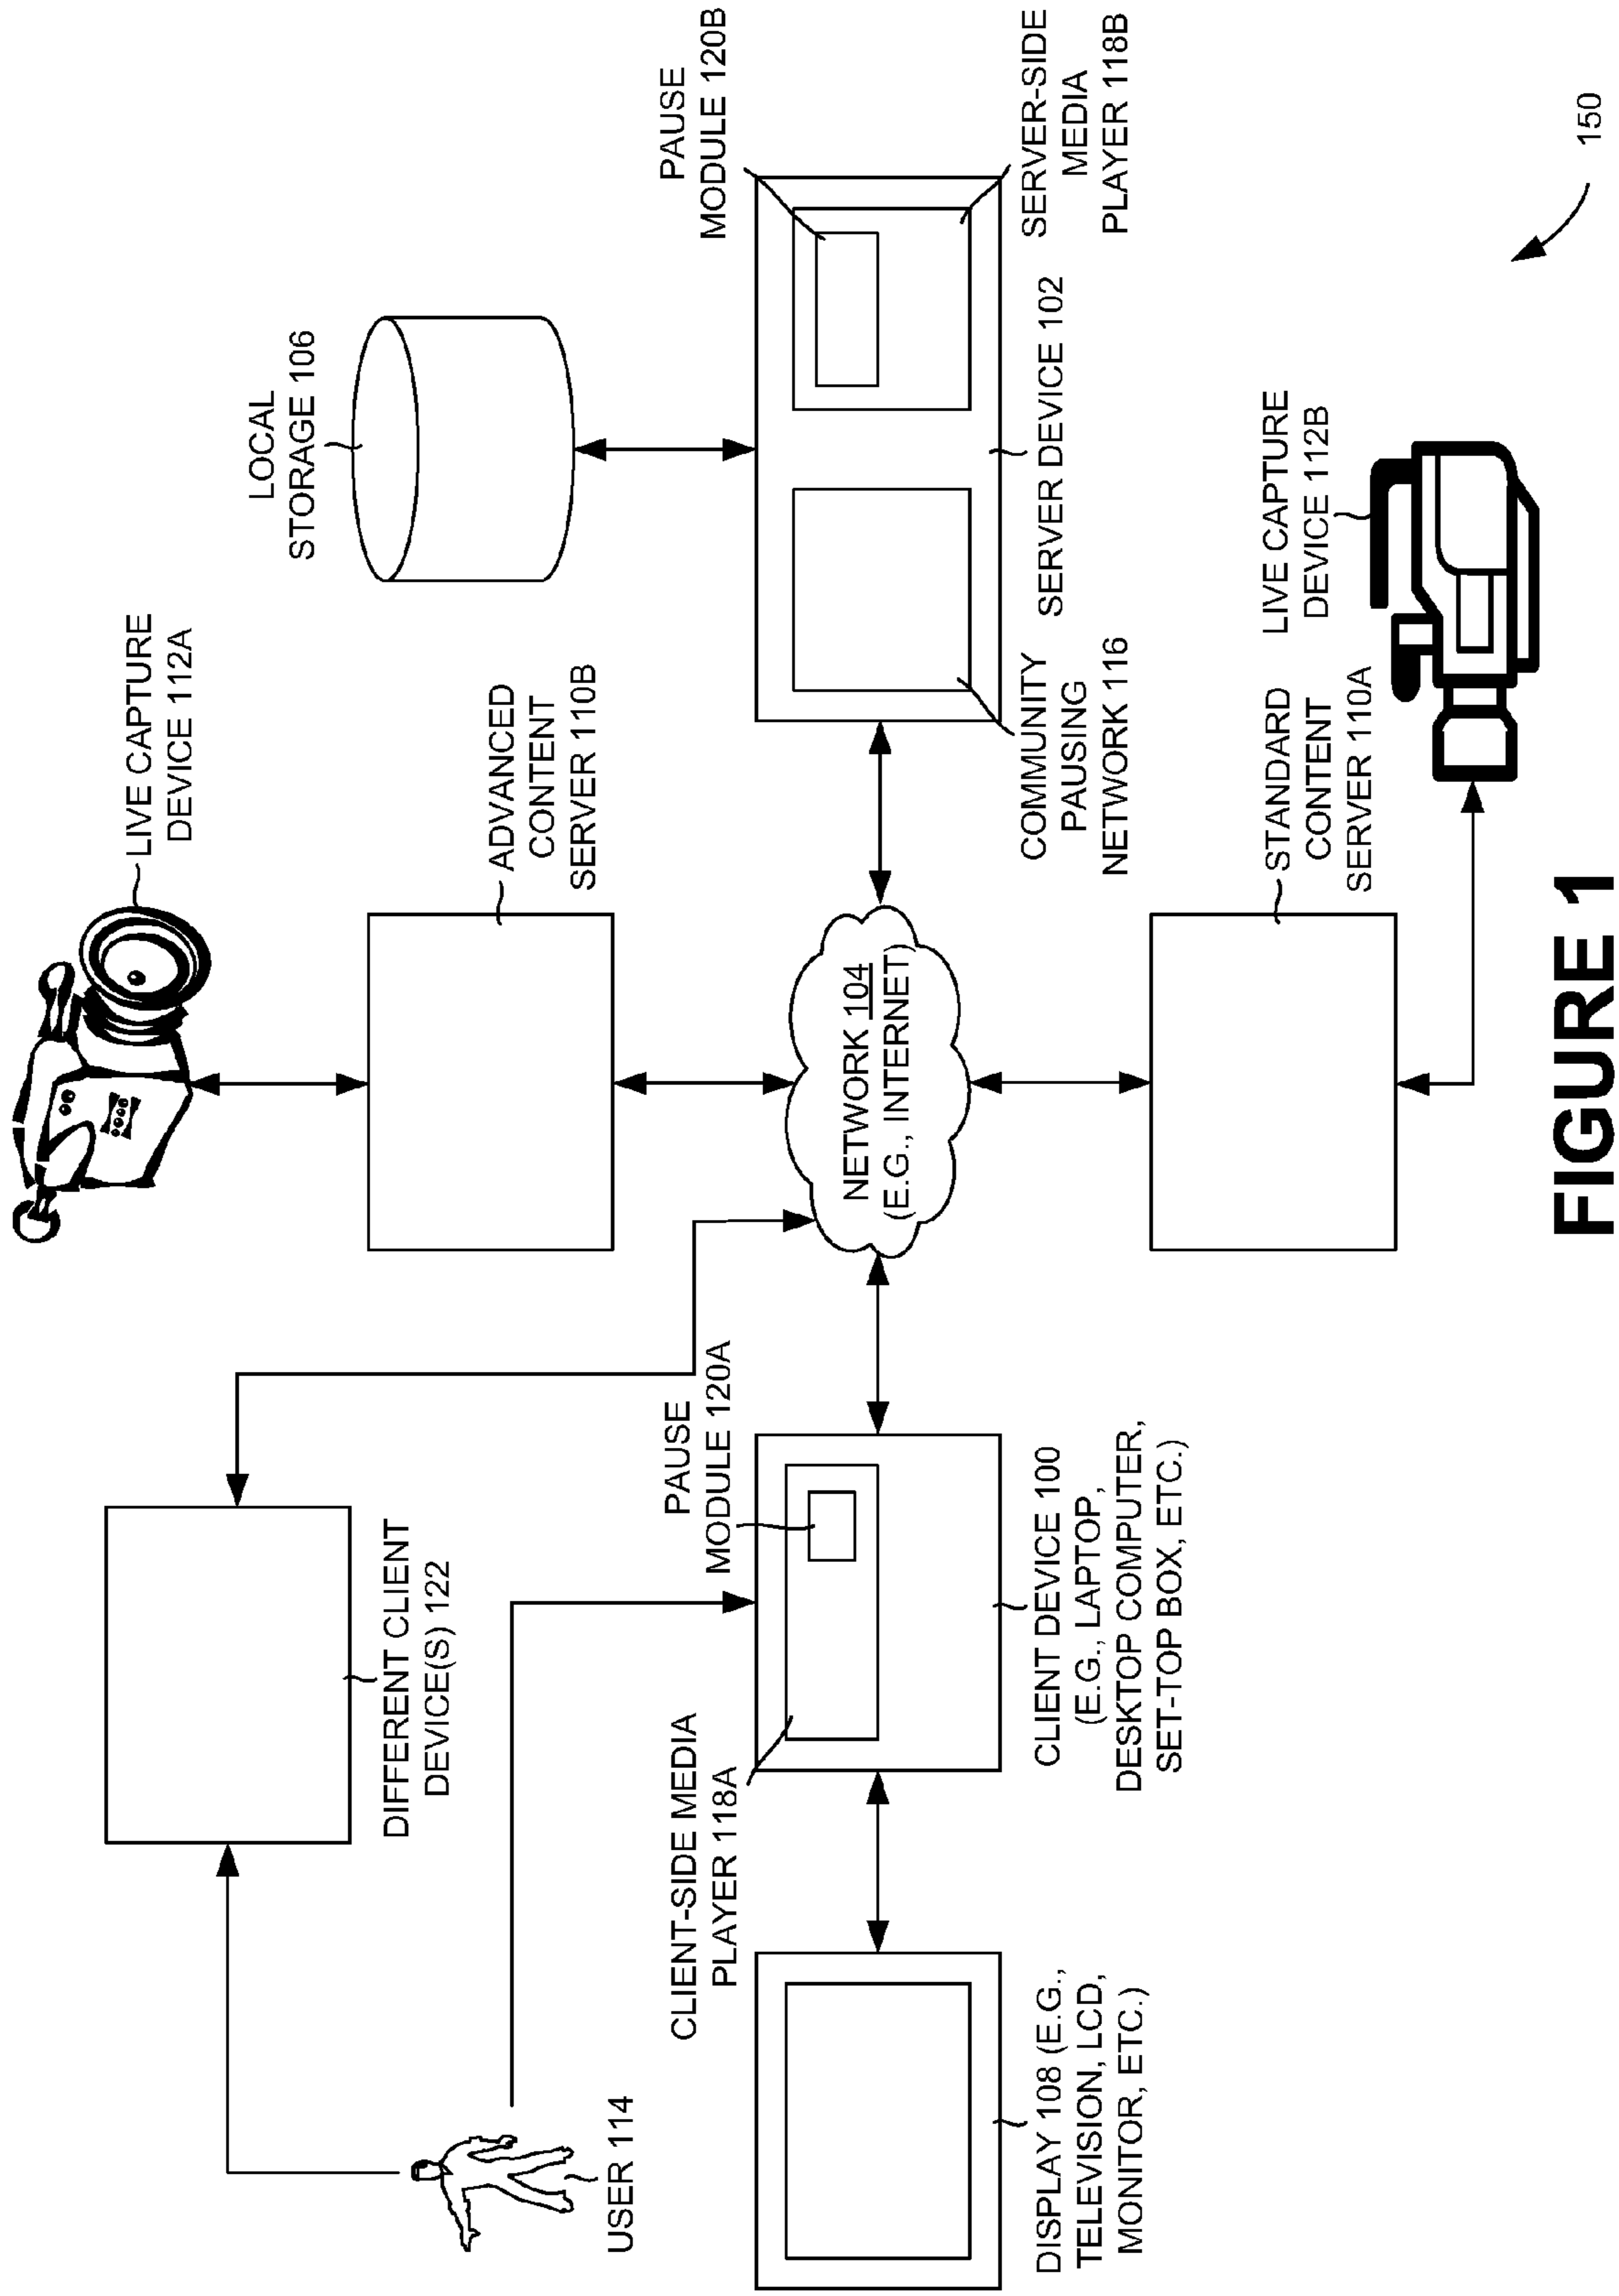 LIVE CAPTURE
DEVICE 112A
LOCAL
STORAGE 106
ADVANCED
CONTENT
SERVER 110B
DIFFERENT CLIENT
DEVICE(S) 122
USER 114
CLIENT-SIDE MEDIA
PLAYER 118A
PAUSE
MODULE 120A
PAUSE
MODULE 120B
NETWORK 104
(E.G., INTERNET)
DISPLAY 108 (E.G.,
TELEVISION, LCD,
MONITOR, ETC.)
CLIENT DEVICE 100
(E.G., LAPTOP,
DESKTOP COMPUTER,
SET-TOP BOX, ETC.)
COMMUNITY
PAUSING
NETWORK 116
SERVER DEVICE 102
SERVER-SIDE
MEDIA
PLAYER 118B
STANDARD
CONTENT
SERVER 110A
LIVE CAPTURE
DEVICE 112B
150
FIGURE 1